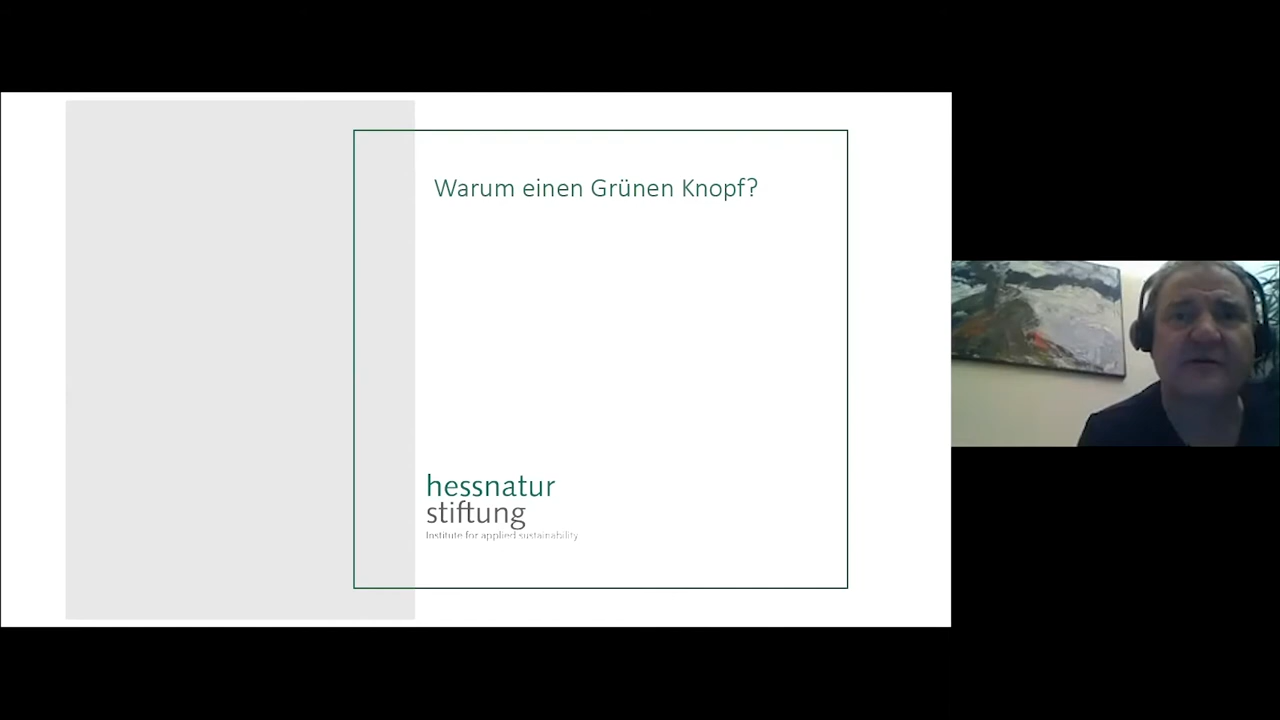 Warum einen Grünen Knopf?
hessnatur
stiftung
Institute for applied sustainability